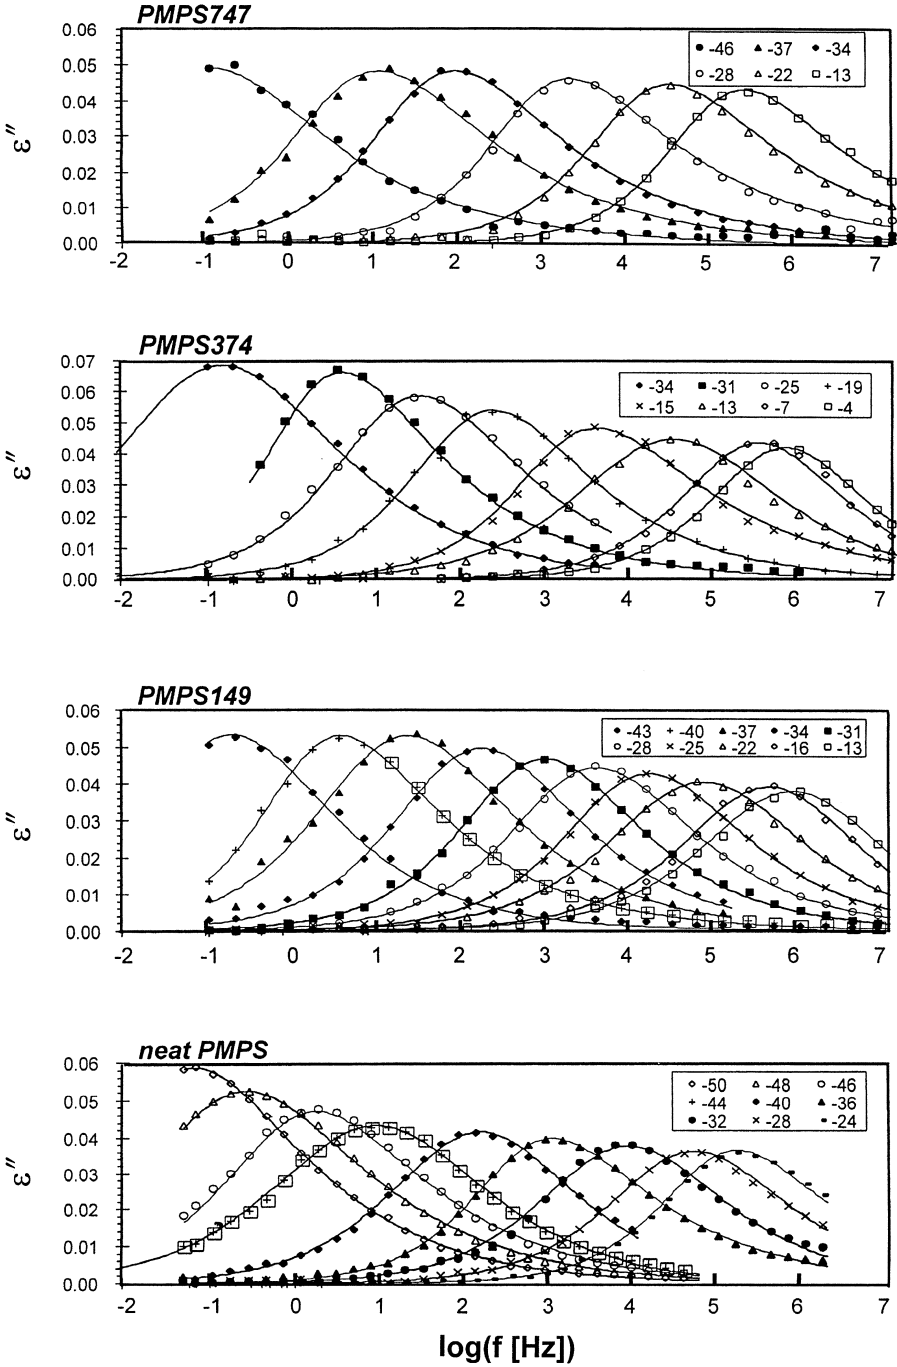 PMPS747
0.06
-46 -37 -34
0.05
-28 -22 -13
0.04
ε″
0.03
0.02
0.01
0.00
-2 -1 0 1 2 3 4 5 6 7
PMPS374
0.07
0.06
-34 -31 -25 -19
-15 -13 -7 -4
0.05
0.04
ε″
0.03
0.02
0.01
0.00
-2 -1 0 1 2 3 4 5 6 7
PMPS149
0.06
-43 -40 -37 -34 -31
-28 -25 -22 -16 -13
0.05
0.04
ε″
0.03
0.02
0.01
0.00
-2 -1 0 1 2 3 4 5 6 7
neat PMPS
0.06
-50 -48 -46
-44 -40 -36
0.05
-32 -28 -24
0.04
ε″
0.03
0.02
0.01
0.00
-2 -1 0 1 2 3 4 5 6 7
log(f [Hz])